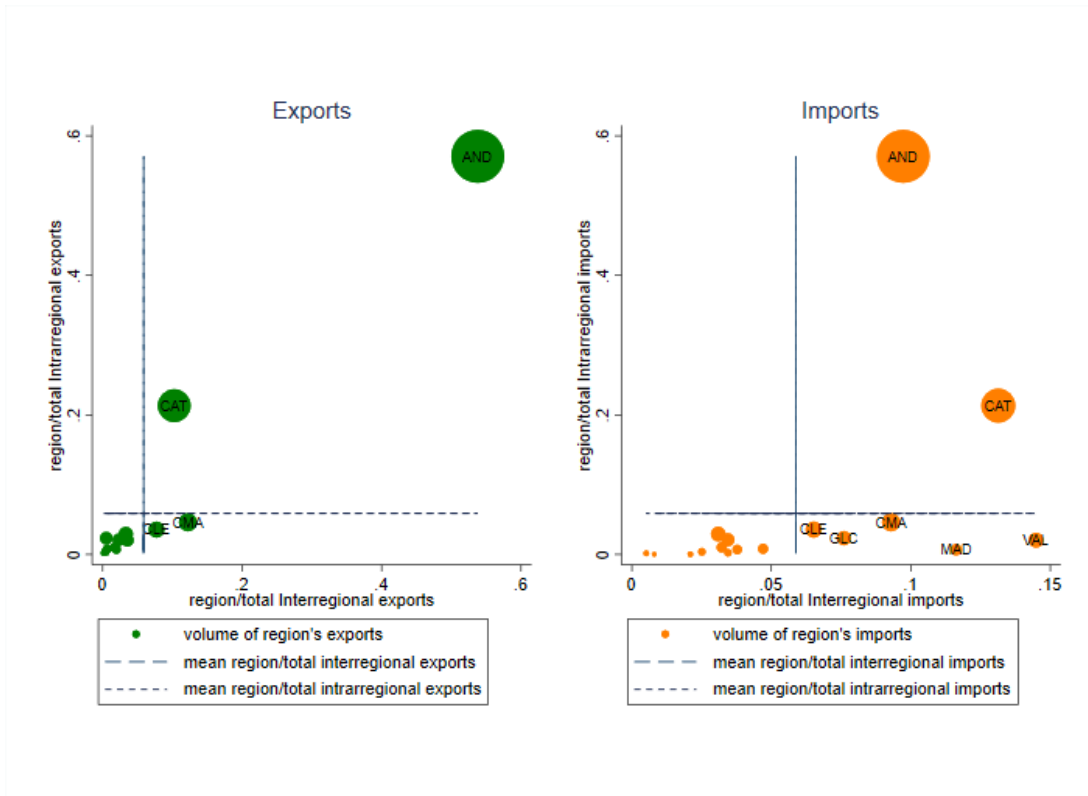 Exports
region/total Intrarregional exports
.6
.4
.2
0
AND
CAT
CLE
CMA
0
.2
.4
.6
region/total Interregional exports
volume of region's exports
mean region/total interregional exports
mean region/total intrarregional exports
Imports
region/total Intrarregional imports
.6
.4
.2
0
AND
CAT
CLE
GLC
CMA
MAD
VAL
0
.05
.1
.15
region/total Interregional imports
volume of region's imports
mean region/total interregional imports
mean region/total intrarregional imports